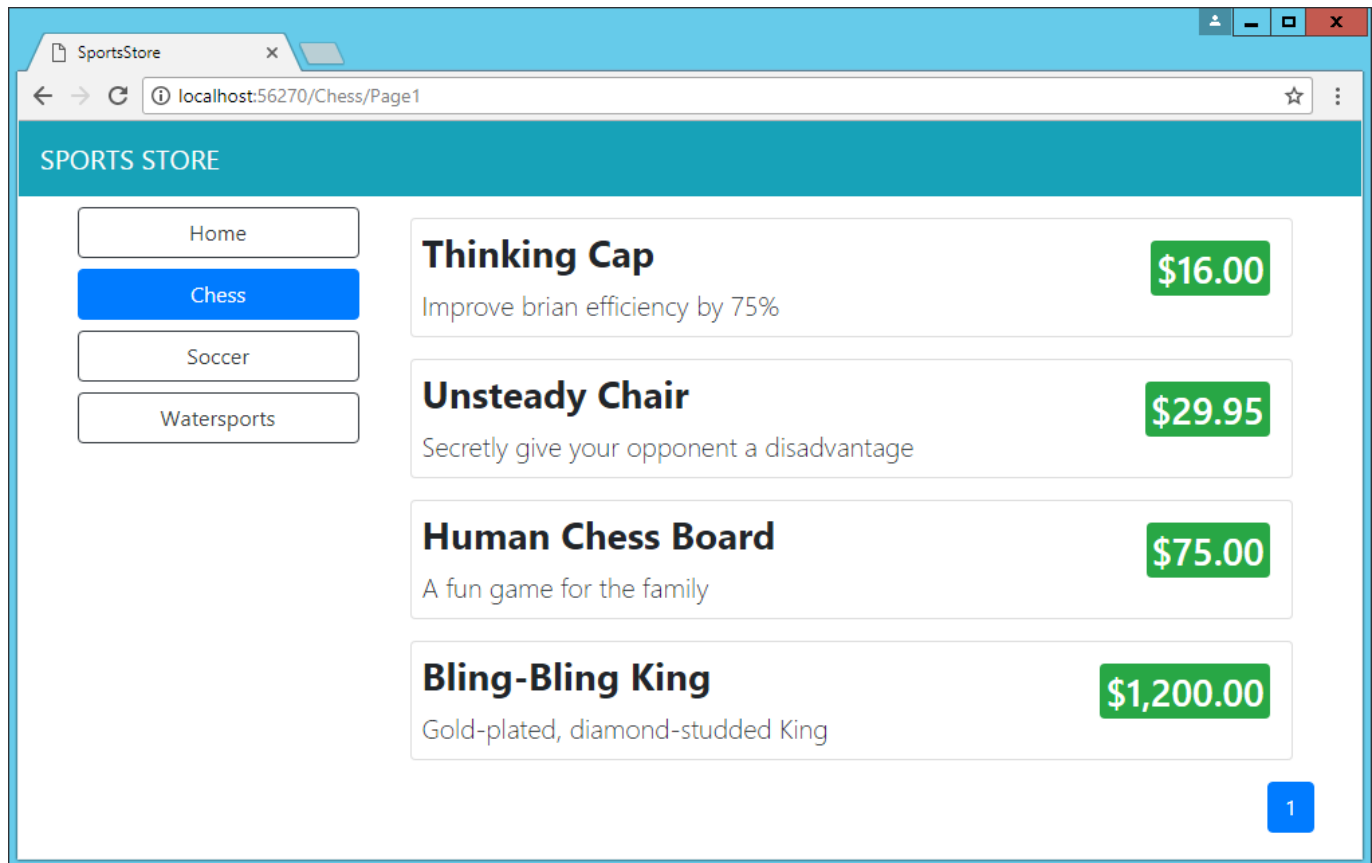 SportsStore
localhost:56270/Chess/Page1
SPORTS STORE
Home
Chess
Soccer
Watersports
Thinking Cap
$16.00
Improve brian efficiency by 75%
Unsteady Chair
$29.95
Secretly give your opponent a disadvantage
Human Chess Board
$75.00
A fun game for the family
Bling-Bling King
$1,200.00
Gold-plated, diamond-studded King
1